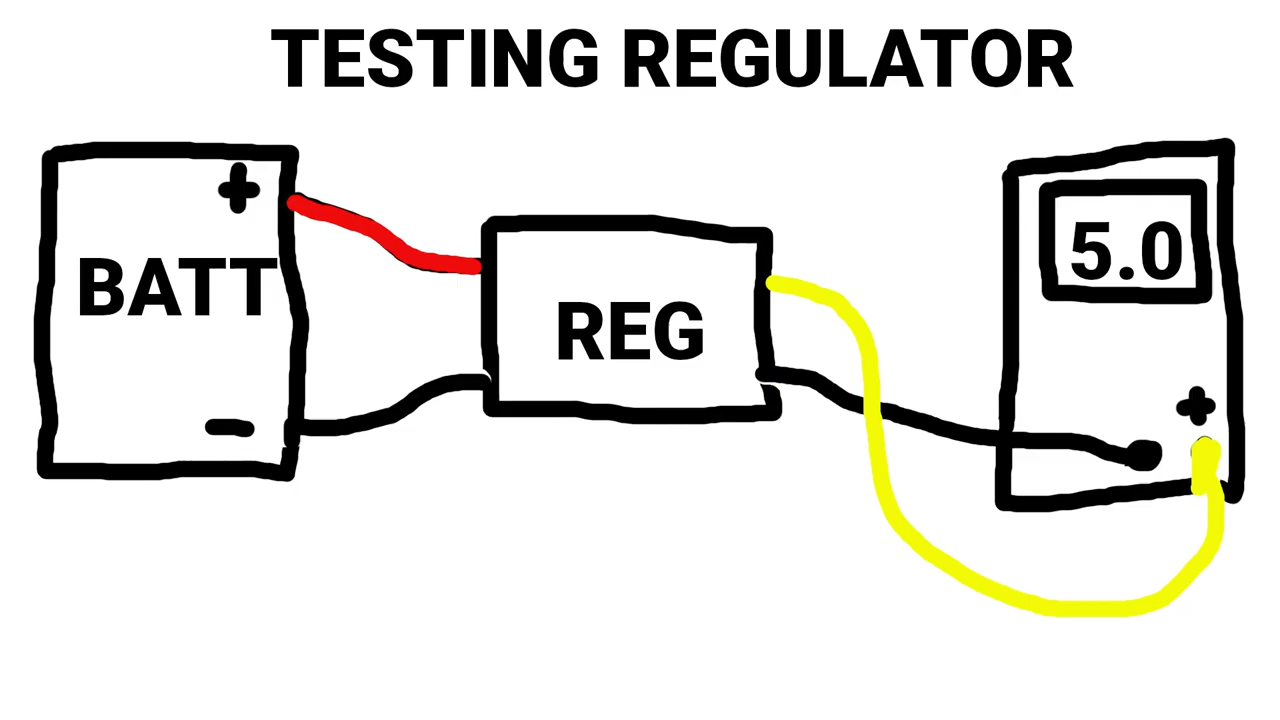 TESTING REGULATOR
+
BATT
-
REG
5.0
+